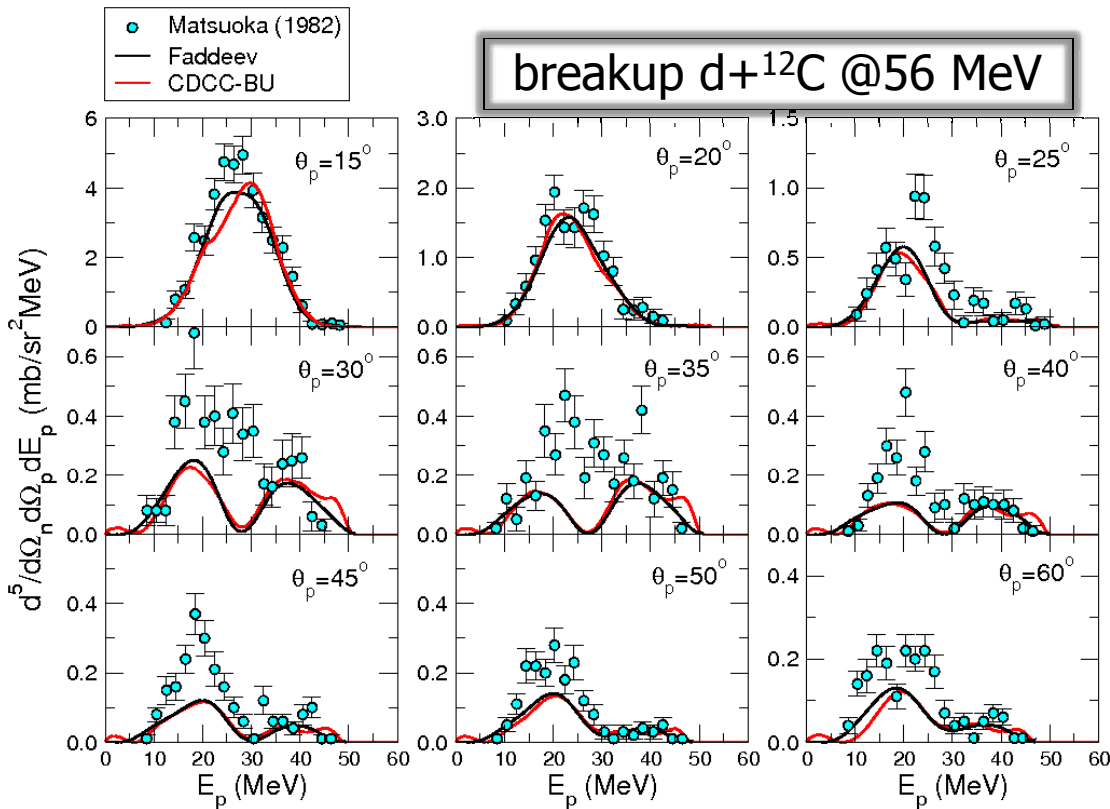 Matsuoka (1982)
Faddeev
CDCC-BU
breakup d+¹²C @56 MeV
6
4
2
0
θp=15°
3.0
2.0
1.0
0.0
θp=20°
1.5
1.0
0.5
0.0
θp=25°
0.6
0.4
0.2
0.0
θp=30°
0.6
0.4
0.2
0.0
θp=35°
0.6
0.4
0.2
0.0
θp=40°
0.4
0.2
0.0
θp=45°
0.4
0.2
0.0
θp=50°
0.4
0.2
0.0
θp=60°
0 10 20 30 40 50 60
0 10 20 30 40 50 60
0 10 20 30 40 50 60
Ep (MeV)
Ep (MeV)
Ep (MeV)
d⁵/dΩn dΩp dEp (mb/sr²MeV)